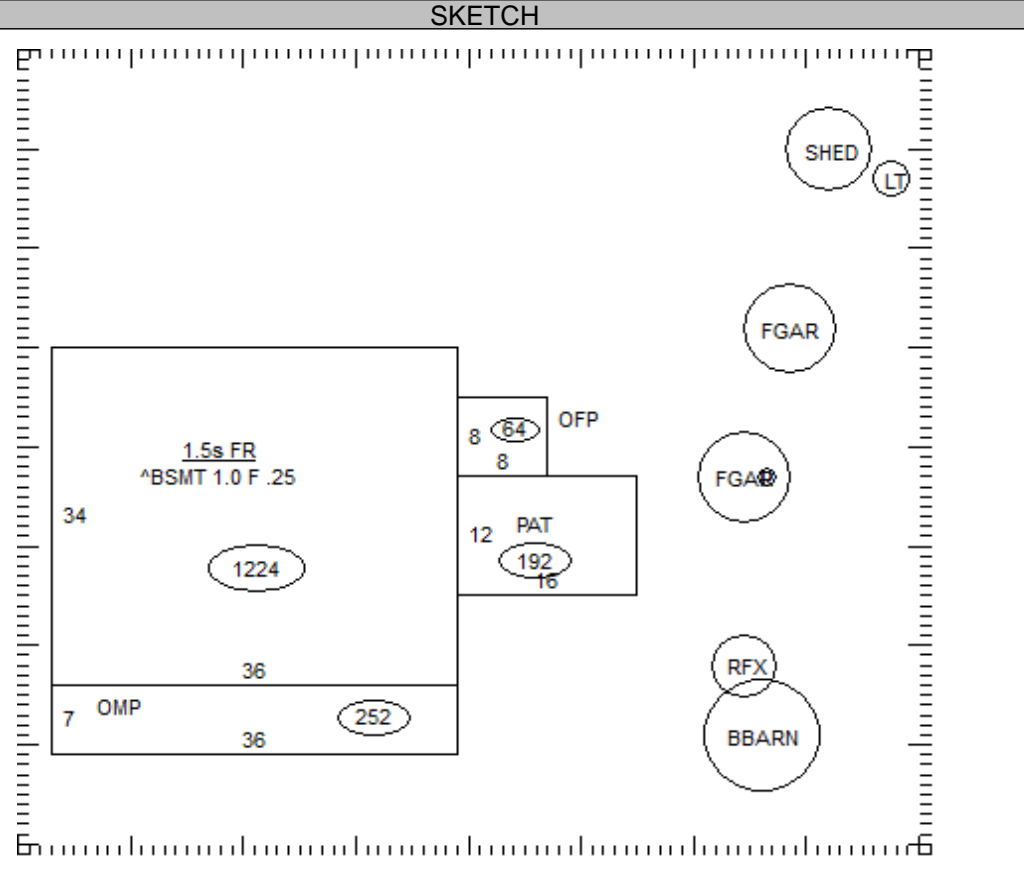 SKETCH
SHED
LT
FGAR
OFP
64
8
8
1.5s FR
^BSMT 1.0 F .25
34
1224
PAT
12
192
16
FGAR
36
RFX
OMP
7
252
36
BBARN